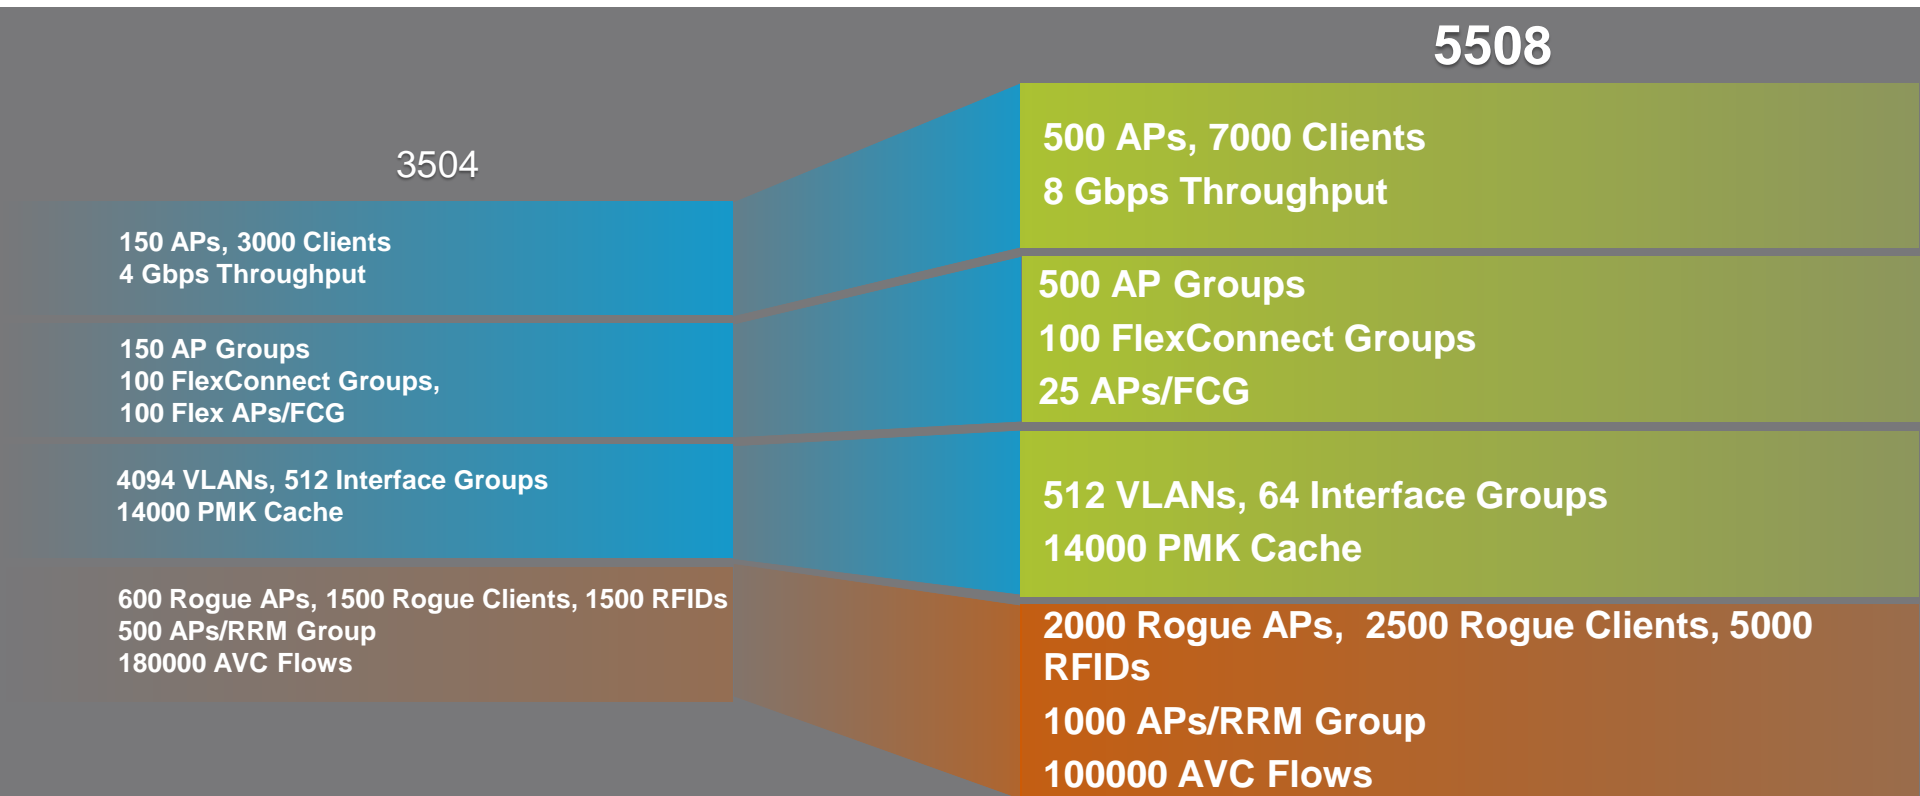 5508
3504
150 APs, 3000 Clients
4 Gbps Throughput
150 AP Groups
100 FlexConnect Groups,
100 Flex APs/FCG
4094 VLANs, 512 Interface Groups
14000 PMK Cache
600 Rogue APs, 1500 Rogue Clients, 1500 RFIDs
500 APs/RRM Group
180000 AVC Flows
500 APs, 7000 Clients
8 Gbps Throughput
500 AP Groups
100 FlexConnect Groups
25 APs/FCG
512 VLANs, 64 Interface Groups
14000 PMK Cache
2000 Rogue APs,  2500 Rogue Clients, 5000
RFIDs
1000 APs/RRM Group
100000 AVC Flows